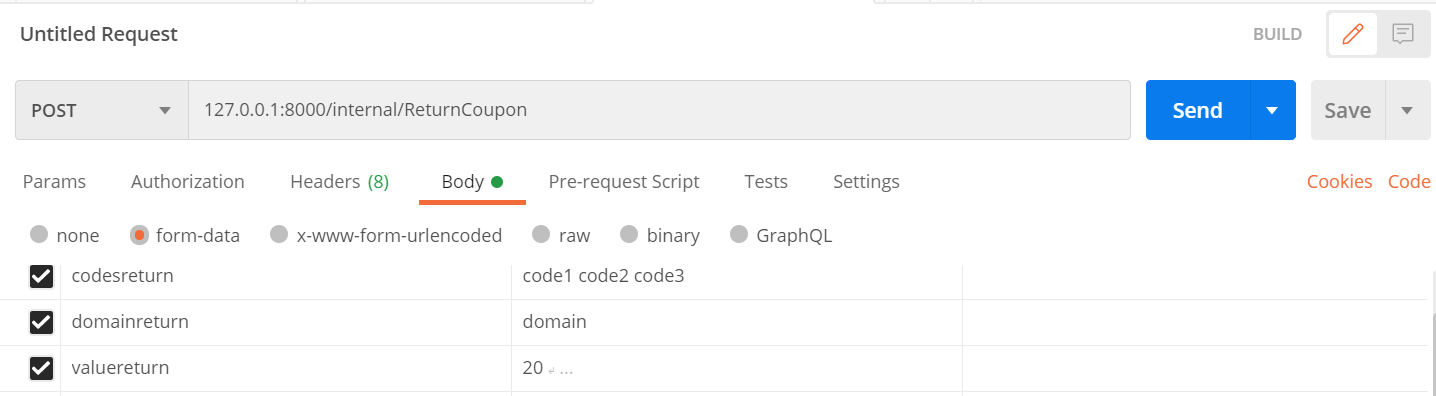 Untitled Request BUILD
POST 127.0.0.1:8000/internal/ReturnCoupon Send Save
Params Authorization Headers (8) Body Pre-request Script Tests Settings Cookies Code
none form-data x-www-form-urlencoded raw binary GraphQL
codesreturn code1 code2 code3
domainreturn domain
valuereturn 20 ↲ ...